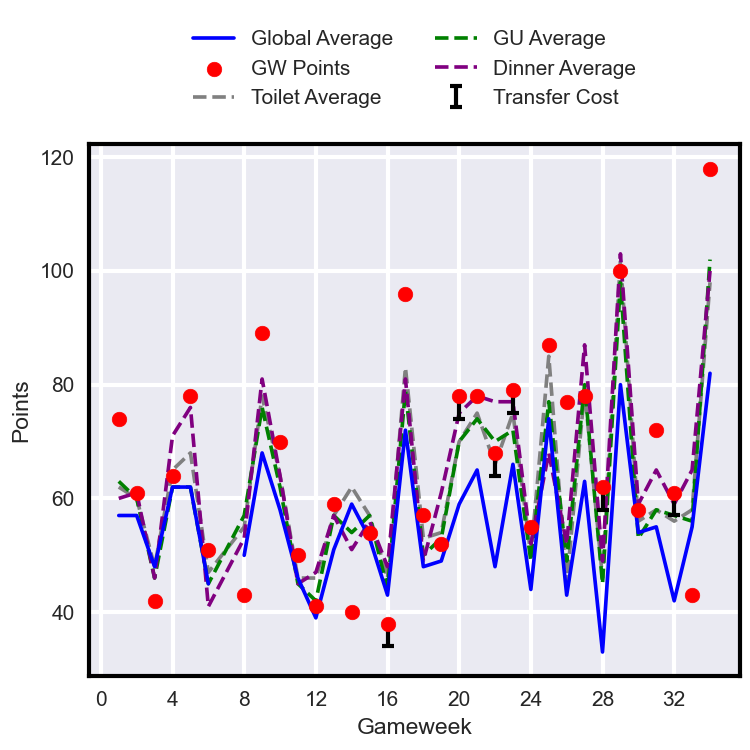 Global Average
GW Points
Toilet Average
GU Average
Dinner Average
Transfer Cost
120
100
80
60
40
Points
0 4 8 12 16 20 24 28 32
Gameweek